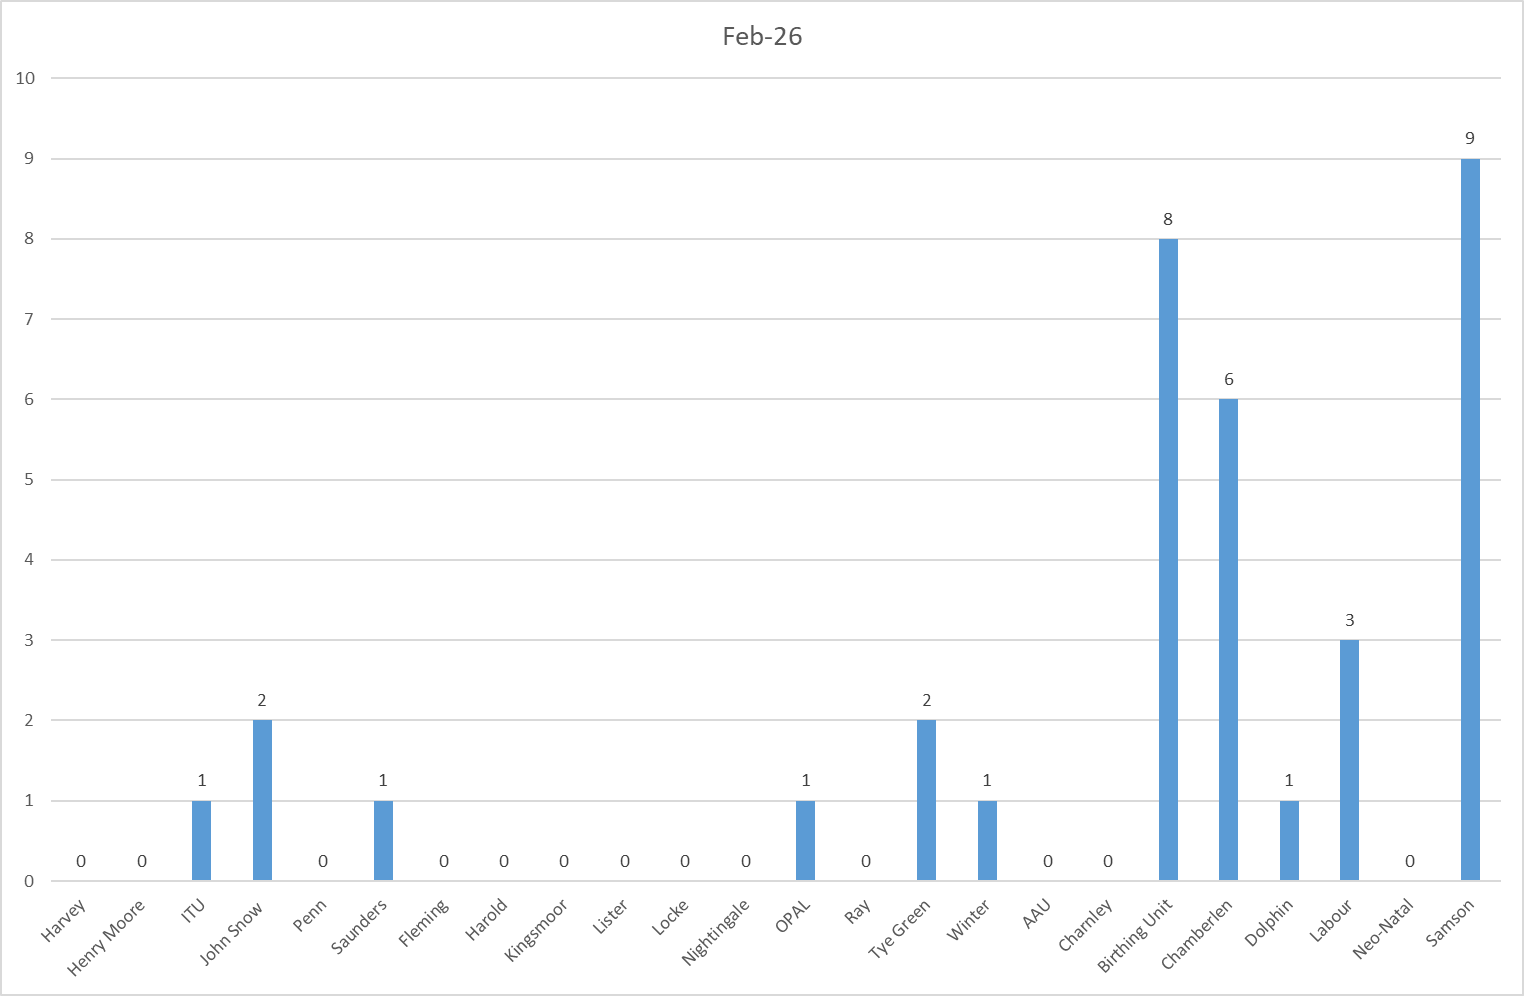 Feb-26
10
9
8
7
6
5
4
3
2
1
0
0
0
1
2
0
1
0
0
0
0
0
0
1
0
2
1
0
0
8
6
1
3
0
9
Harvey
Henry Moore
ITU
John Snow
Penn
Saunders
Fleming
Harold
Kingsmoor
Lister
Locke
Nightingale
OPAL
Ray
Tye Green
Winter
AAU
Charnley
Birthing Unit
Chamberlen
Dolphin
Labour
Neo-Natal
Samson